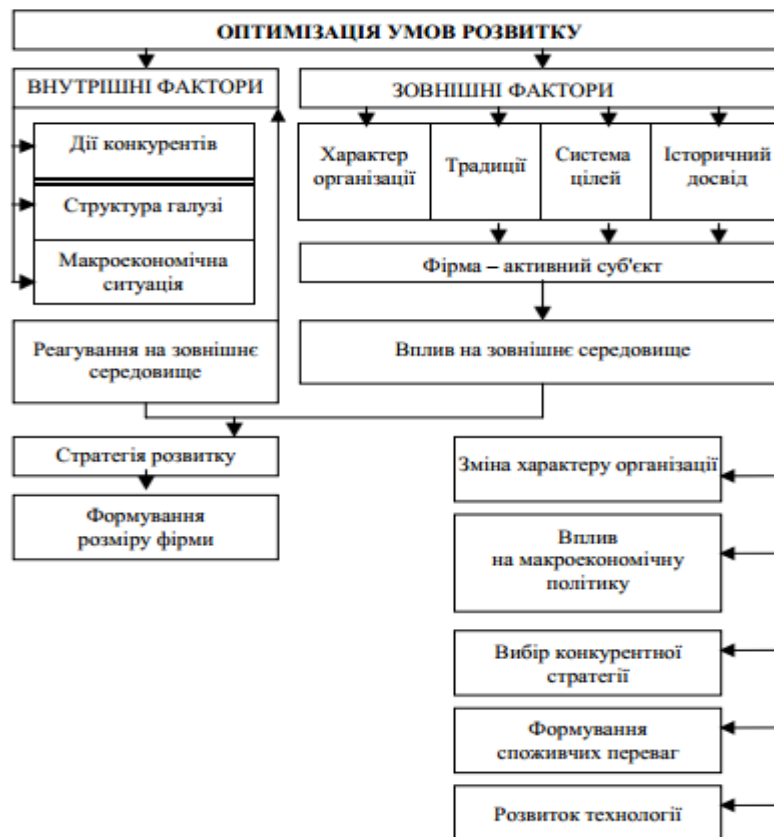 ОПТИМІЗАЦІЯ УМОВ РОЗВИТКУ
ВНУТРІШНІ ФАКТОРИ
Дії конкурентів
Структура галузі
Макроекономічна
ситуація
Реагування на зовнішнє
середовище
ЗОВНІШНІ ФАКТОРИ
Характер
організації
Традиції
Система
цілей
Історичний
досвід
Фірма – активний суб'єкт
Вплив на зовнішнє середовище
Стратегія розвитку
Формування
розміру фірми
Зміна характеру організації
Вплив
на макроекономічну
політику
Вибір конкурентної
стратегії
Формування
споживчих переваг
Розвиток технології